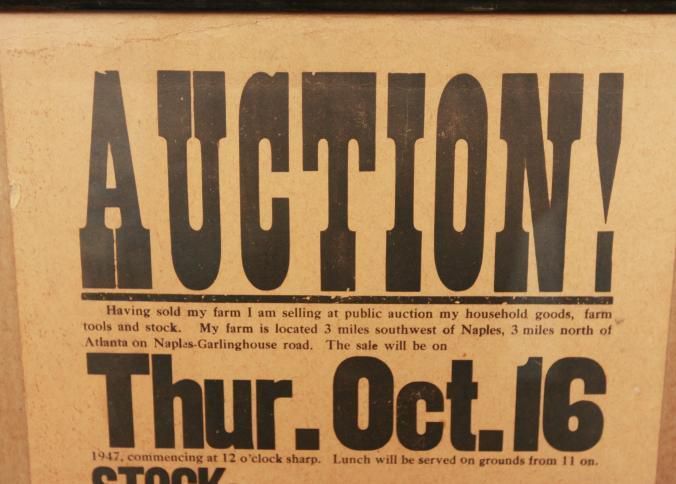 AUCTION!
Having sold my farm I am selling at public auction my household goods, farm
tools and stock. My farm is located 3 miles southwest of Naples, 3 miles north of
Atlanta on Naples-Garlinghouse road. The sale will be on
Thur. Oct. 16
1947, commencing at 12 o'clock sharp. Lunch will be served on grounds from 11 on.
STOCK